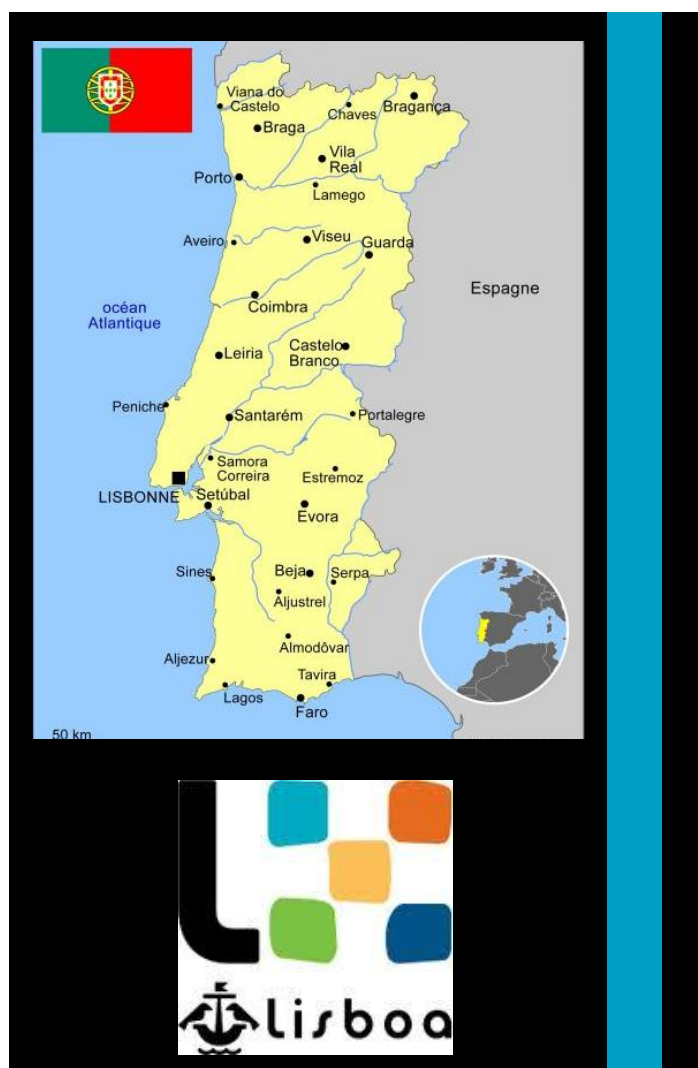 Viana do
Castelo
Chaves
Bragança
Braga
Vila
Real
Porto
Lamego
Aveiro
Viseu
Guarda
Espagne
océan
Atlantique
Coimbra
Leiria
Castelo
Branco
Peniche
Santarém
Portalegre
Samora
Correira
Estremoz
LISBONNE
Setúbal
Evora
Sines
Beja
Serpa
Aljustrel
Almodôvar
Aljezur
Tavira
Lagos
Faro
50 km
L
Lisboa